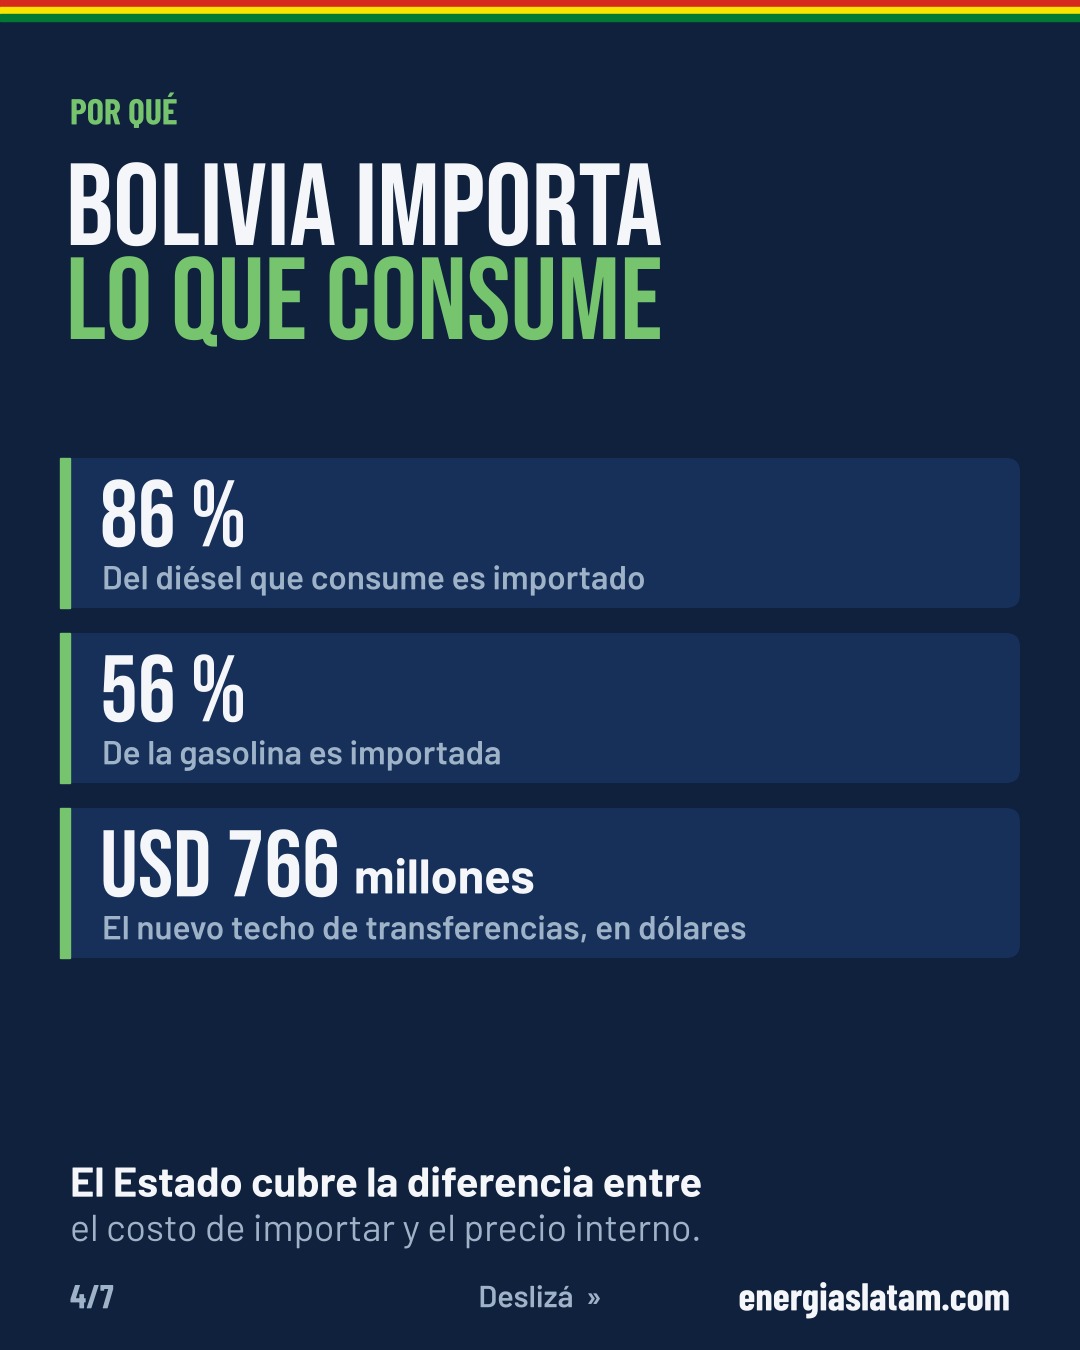 POR QUÉ
BOLIVIA IMPORTA
LO QUE CONSUME
86 %
Del diésel que consume es importado
56 %
De la gasolina es importada
USD 766 millones
El nuevo techo de transferencias, en dólares
El Estado cubre la diferencia entre
el costo de importar y el precio interno.
4/7
Deslizá »
energiaslatam.com